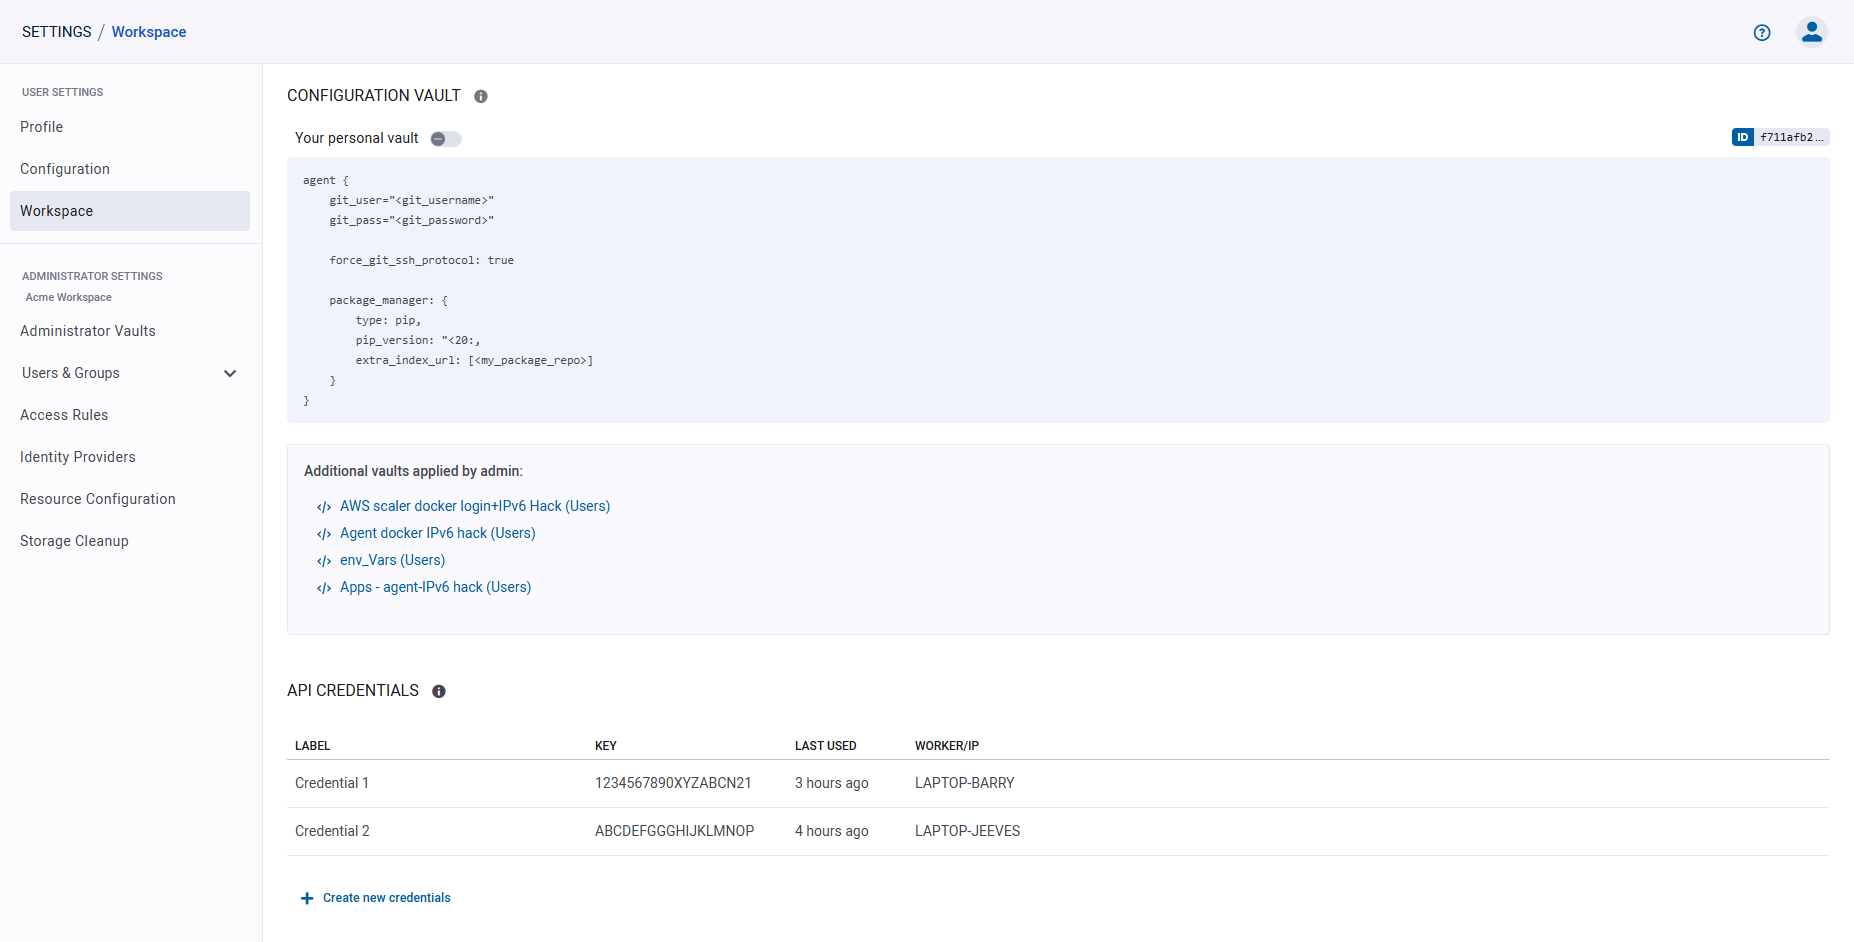 SETTINGS / Workspace
USER SETTINGS
Profile
Configuration
Workspace
ADMINISTRATOR SETTINGS
Acme Workspace
Administrator Vaults
Users & Groups
Access Rules
Identity Providers
Resource Configuration
Storage Cleanup
CONFIGURATION VAULT
Your personal vault
ID f711afb2...
agent {
    git_user="<git_username>"
    git_pass="<git_password>"
    force_git_ssh_protocol: true
    package_manager: {
        type: pip,
        pip_version: "<20:,
        extra_index_url: [<my_package_repo>]
    }
}
Additional vaults applied by admin:
</> AWS scaler docker login+IPv6 Hack (Users)
</> Agent docker IPv6 hack (Users)
</> env_Vars (Users)
</> Apps - agent-IPv6 hack (Users)
API CREDENTIALS
LABEL KEY LAST USED WORKER/IP
Credential 1 1234567890XYZABCN21 3 hours ago LAPTOP-BARRY
Credential 2 ABCDEFGGGHIJKLMNOP 4 hours ago LAPTOP-JEEVES
+ Create new credentials